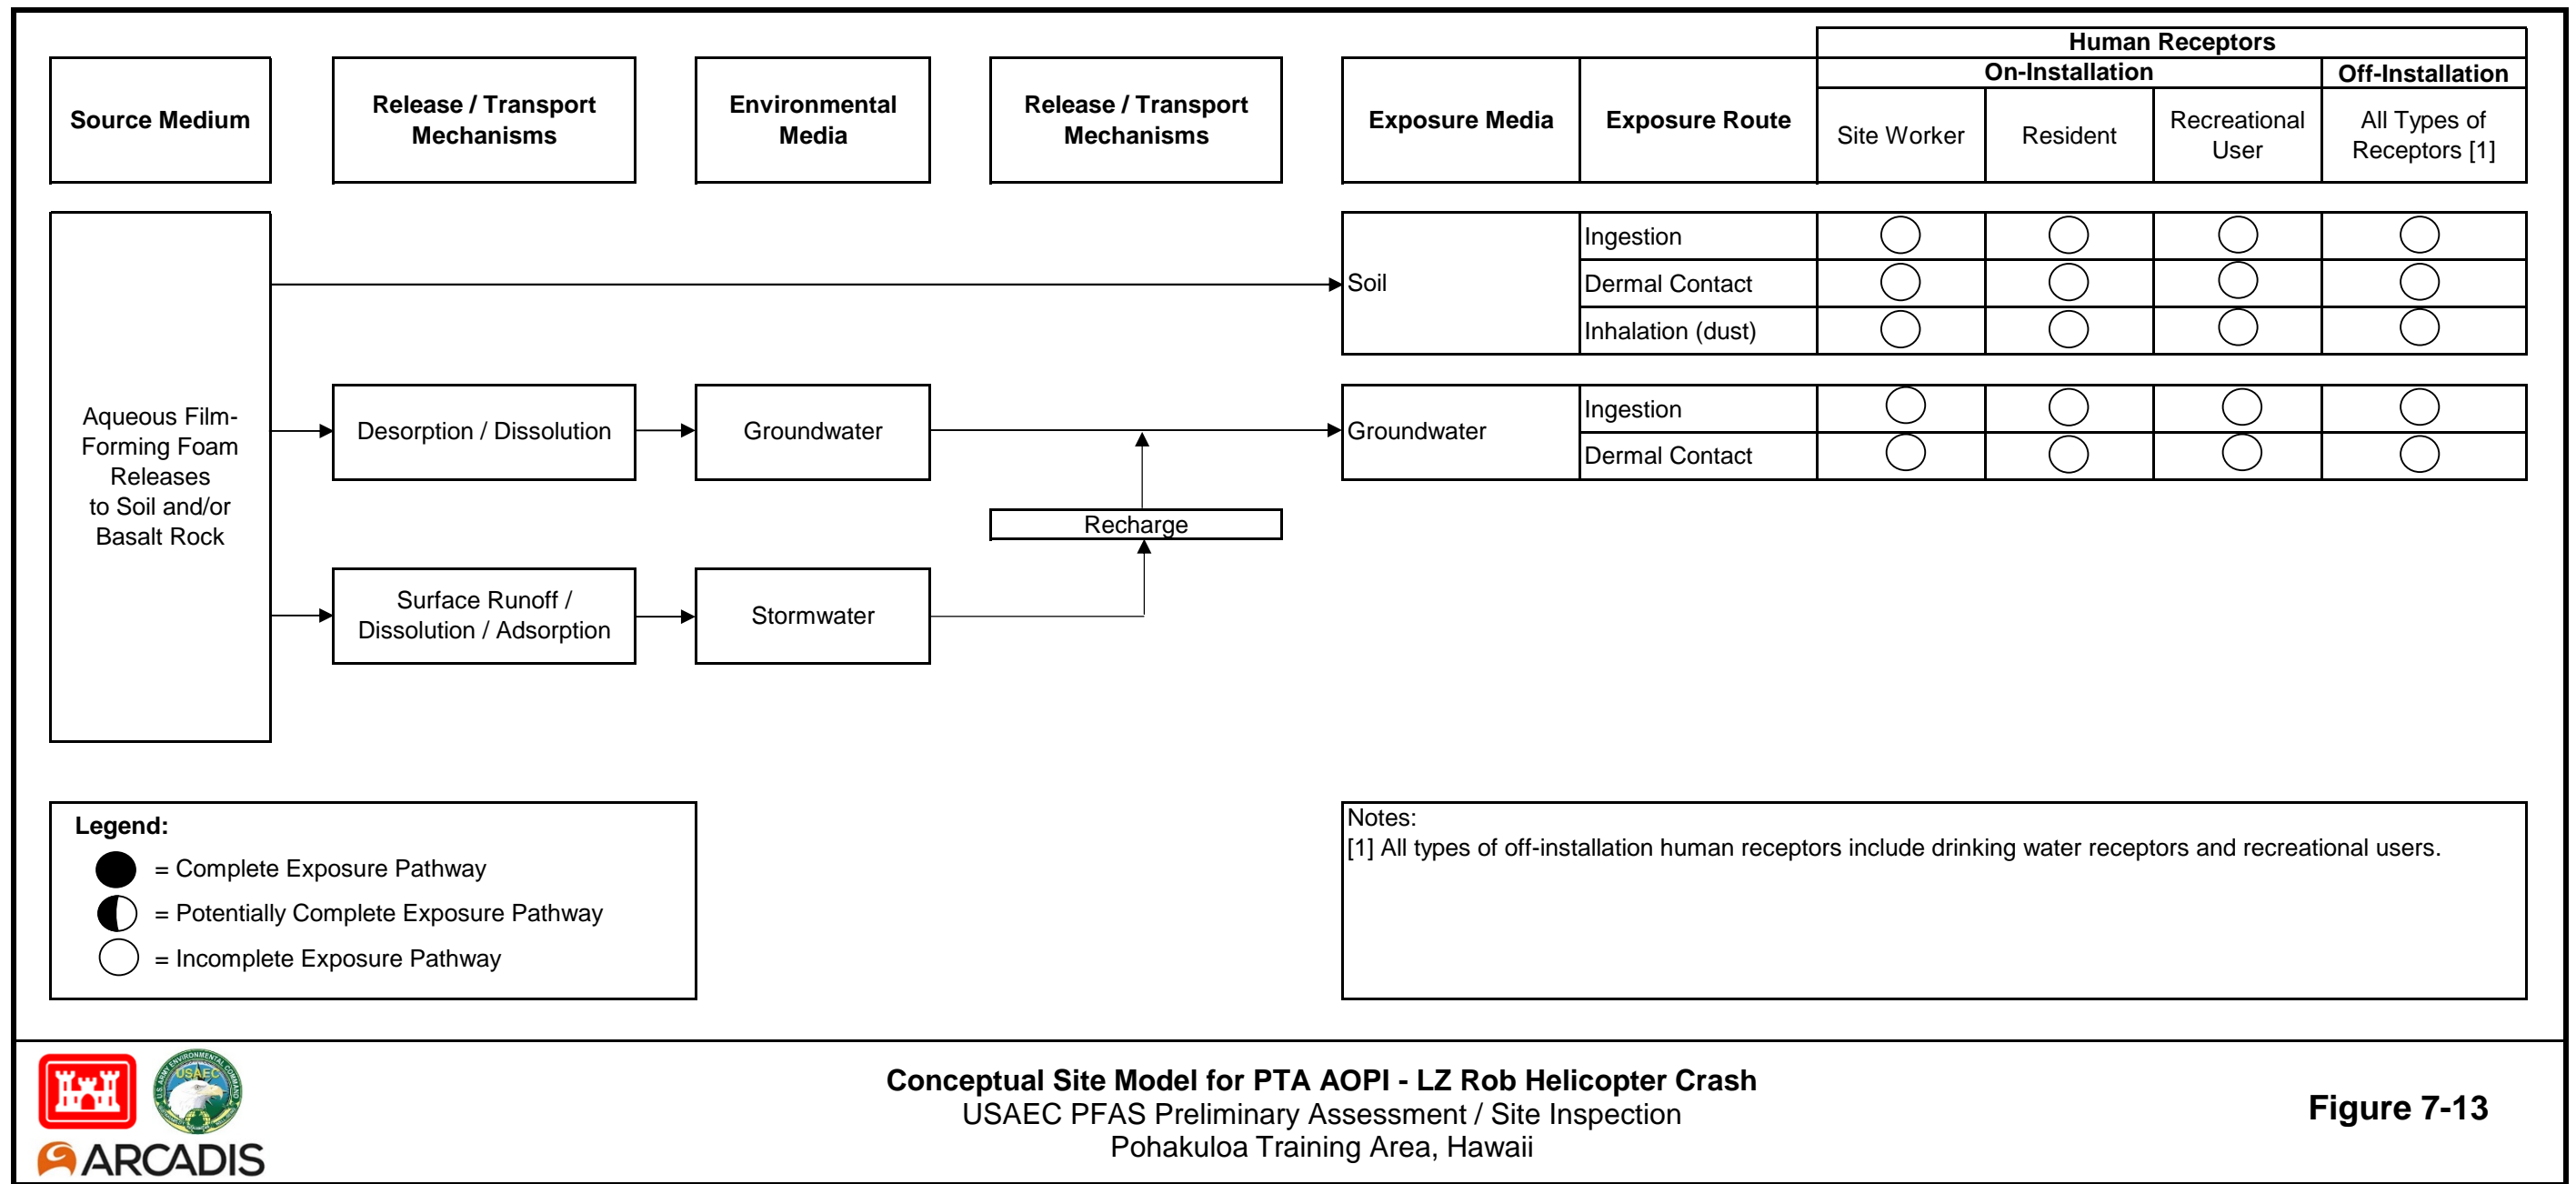 Human Receptors
On-Installation
Off-Installation
Source Medium
Release / Transport
Mechanisms
Environmental
Media
Release / Transport
Mechanisms
Exposure Media
Exposure Route
Site Worker
Resident
Recreational
User
All Types of
Receptors [1]
Aqueous Film-
Forming Foam
Releases
to Soil and/or
Basalt Rock
Soil
Ingestion
Dermal Contact
Inhalation (dust)
Desorption / Dissolution
Groundwater
Groundwater
Ingestion
Dermal Contact
Recharge
Surface Runoff /
Dissolution / Adsorption
Stormwater
Legend:
= Complete Exposure Pathway
= Potentially Complete Exposure Pathway
= Incomplete Exposure Pathway
Notes:
[1] All types of off-installation human receptors include drinking water receptors and recreational users.
U.S. ARMY ENVIRONMENTAL COMMAND
USAEC
ARCADIS
Conceptual Site Model for PTA AOPI - LZ Rob Helicopter Crash
USAEC PFAS Preliminary Assessment / Site Inspection
Pohakuloa Training Area, Hawaii
Figure 7-13